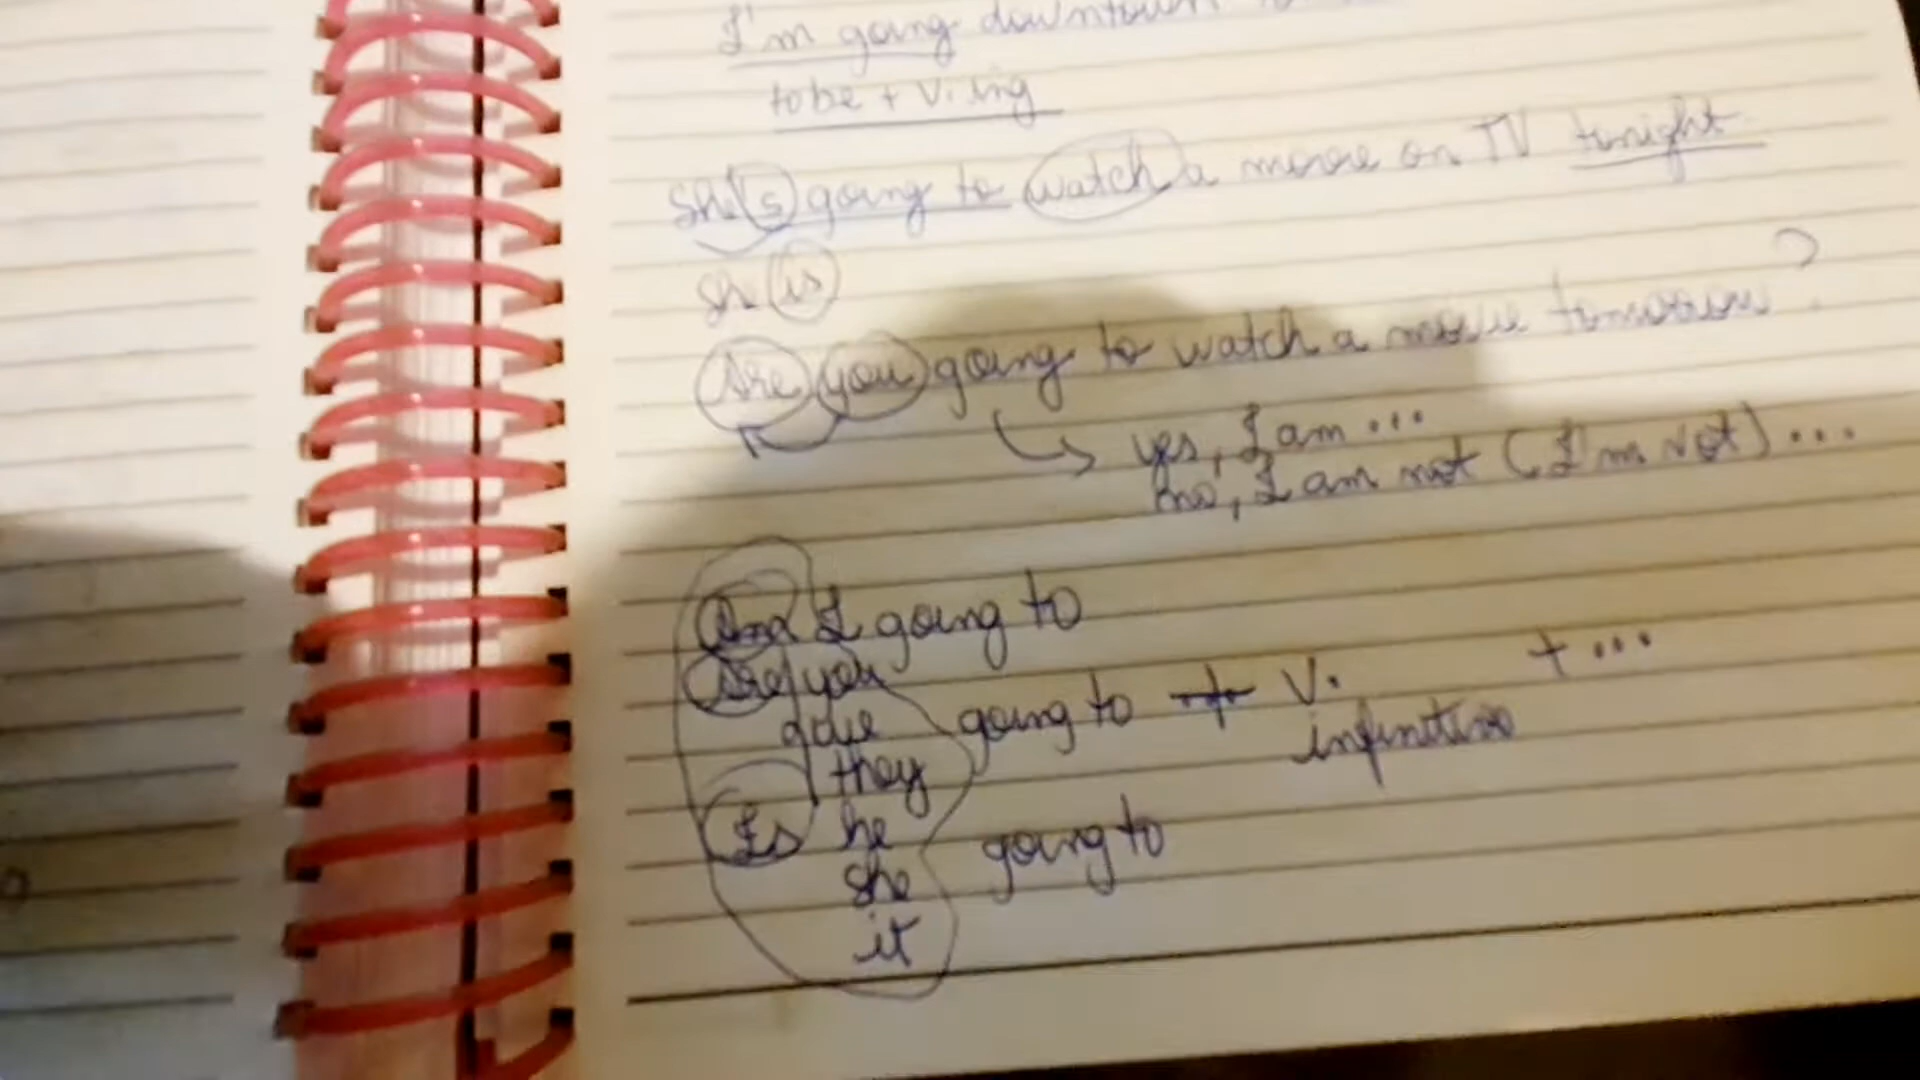 I'm going downtown
to be + V. ing
she's going to watch a movie on TV tonight
she is
Are you going to watch a movie tomorrow?
yes, I am ...
no, I am not (I'm not) ...
Am I going to
Are you
they
going to + V. infinitive + ...
Is he
she
it
going to